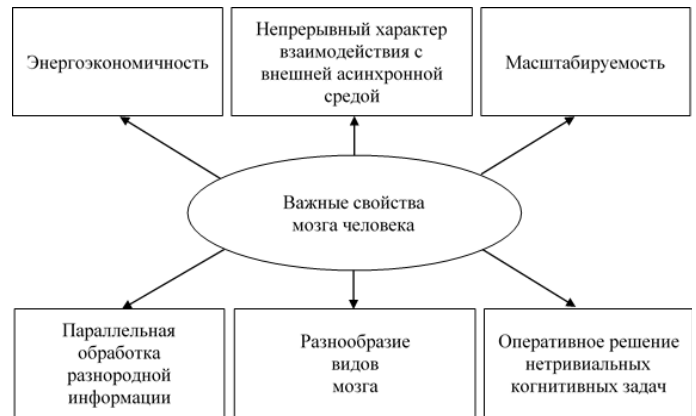 Энергоэкономичность
Непрерывный характер
взаимодействия с
внешней асинхронной
средой
Масштабируемость
Важные свойства
мозга человека
Параллельная
обработка
разнородной
информации
Разнообразие
видов
мозга
Оперативное решение
нетривиальных
когнитивных задач